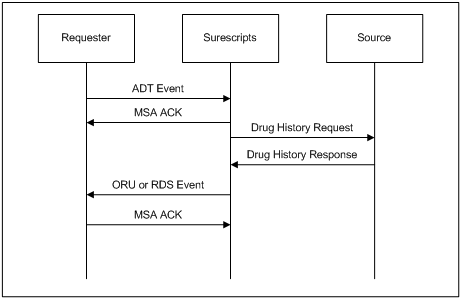 Requester
Surescripts
Source
ADT Event
MSA ACK
Drug History Request
Drug History Response
ORU or RDS Event
MSA ACK